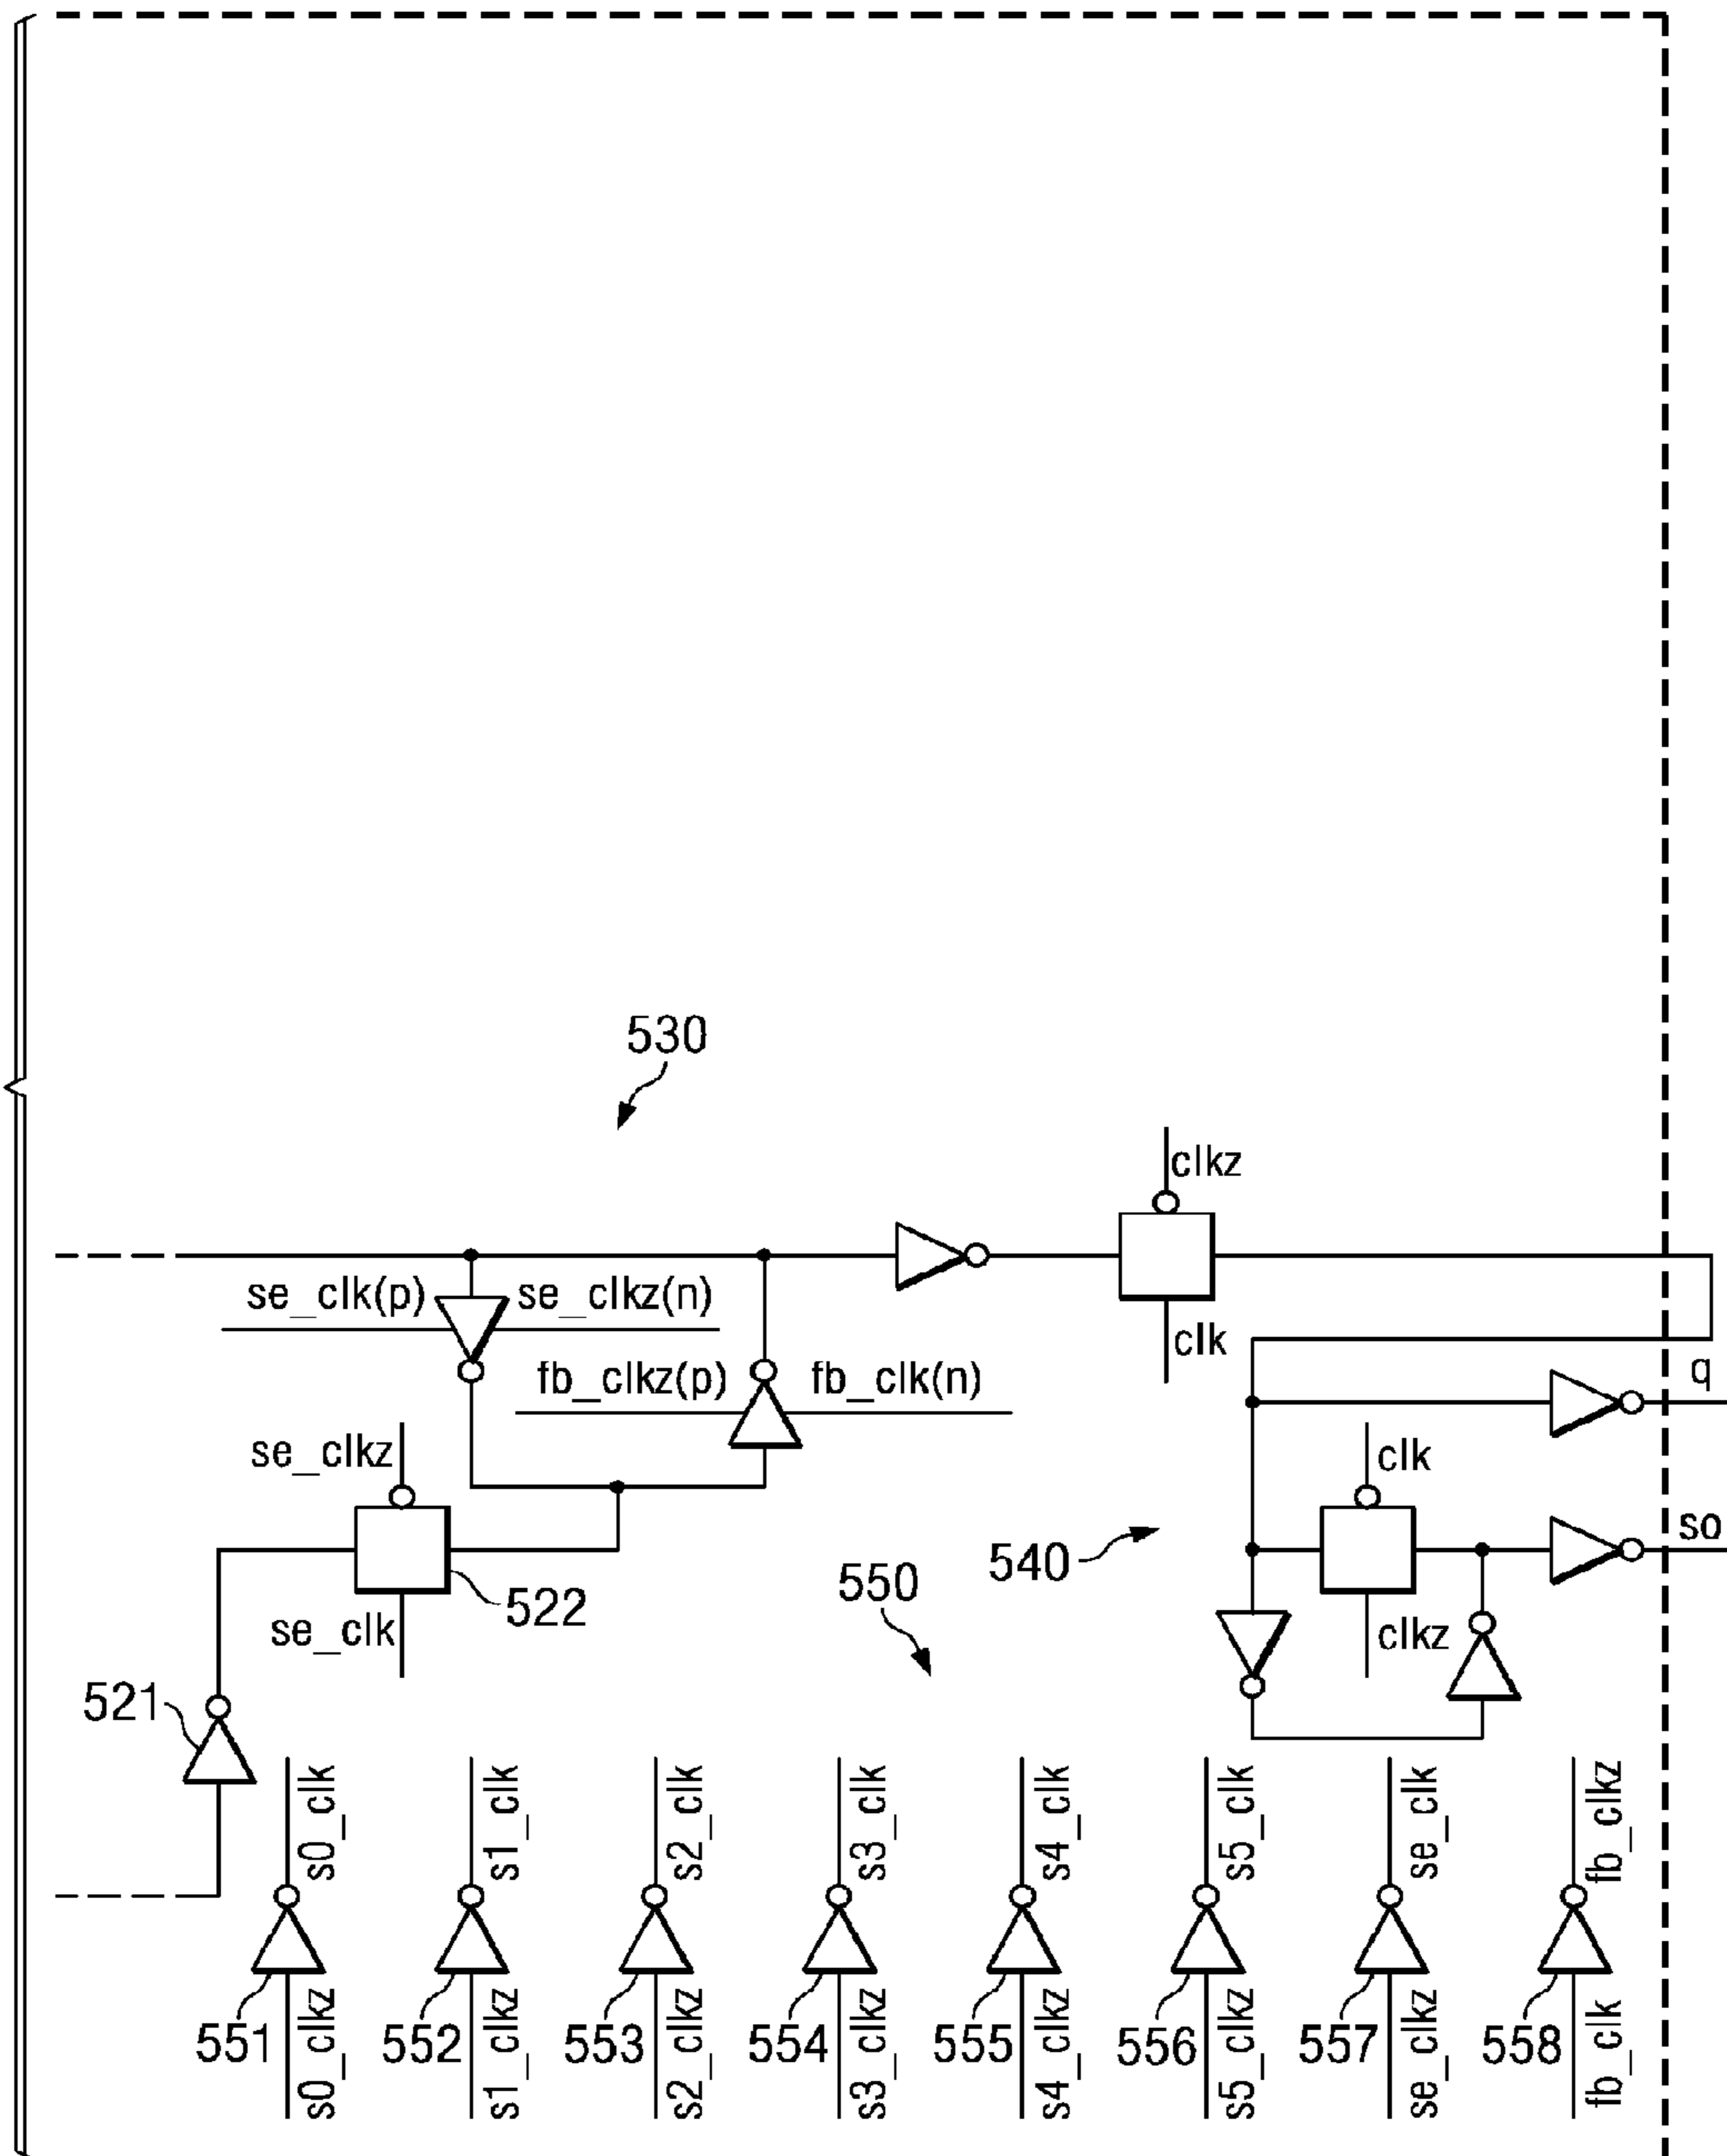 530
clkz
se_clk(p)
se_clkz(n)
clk
fb_clkz(p)
fb_clk(n)
q
se_clkz
clk
so
540
550
522
se_clk
clkz
521
s0_clk
s1_clk
s2_clk
s3_clk
s4_clk
s5_clk
se_clk
fb_clkz
551
552
553
554
555
556
557
558
s0_clkz
s1_clkz
s2_clkz
s3_clkz
s4_clkz
s5_clkz
se_clkz
fb_clk